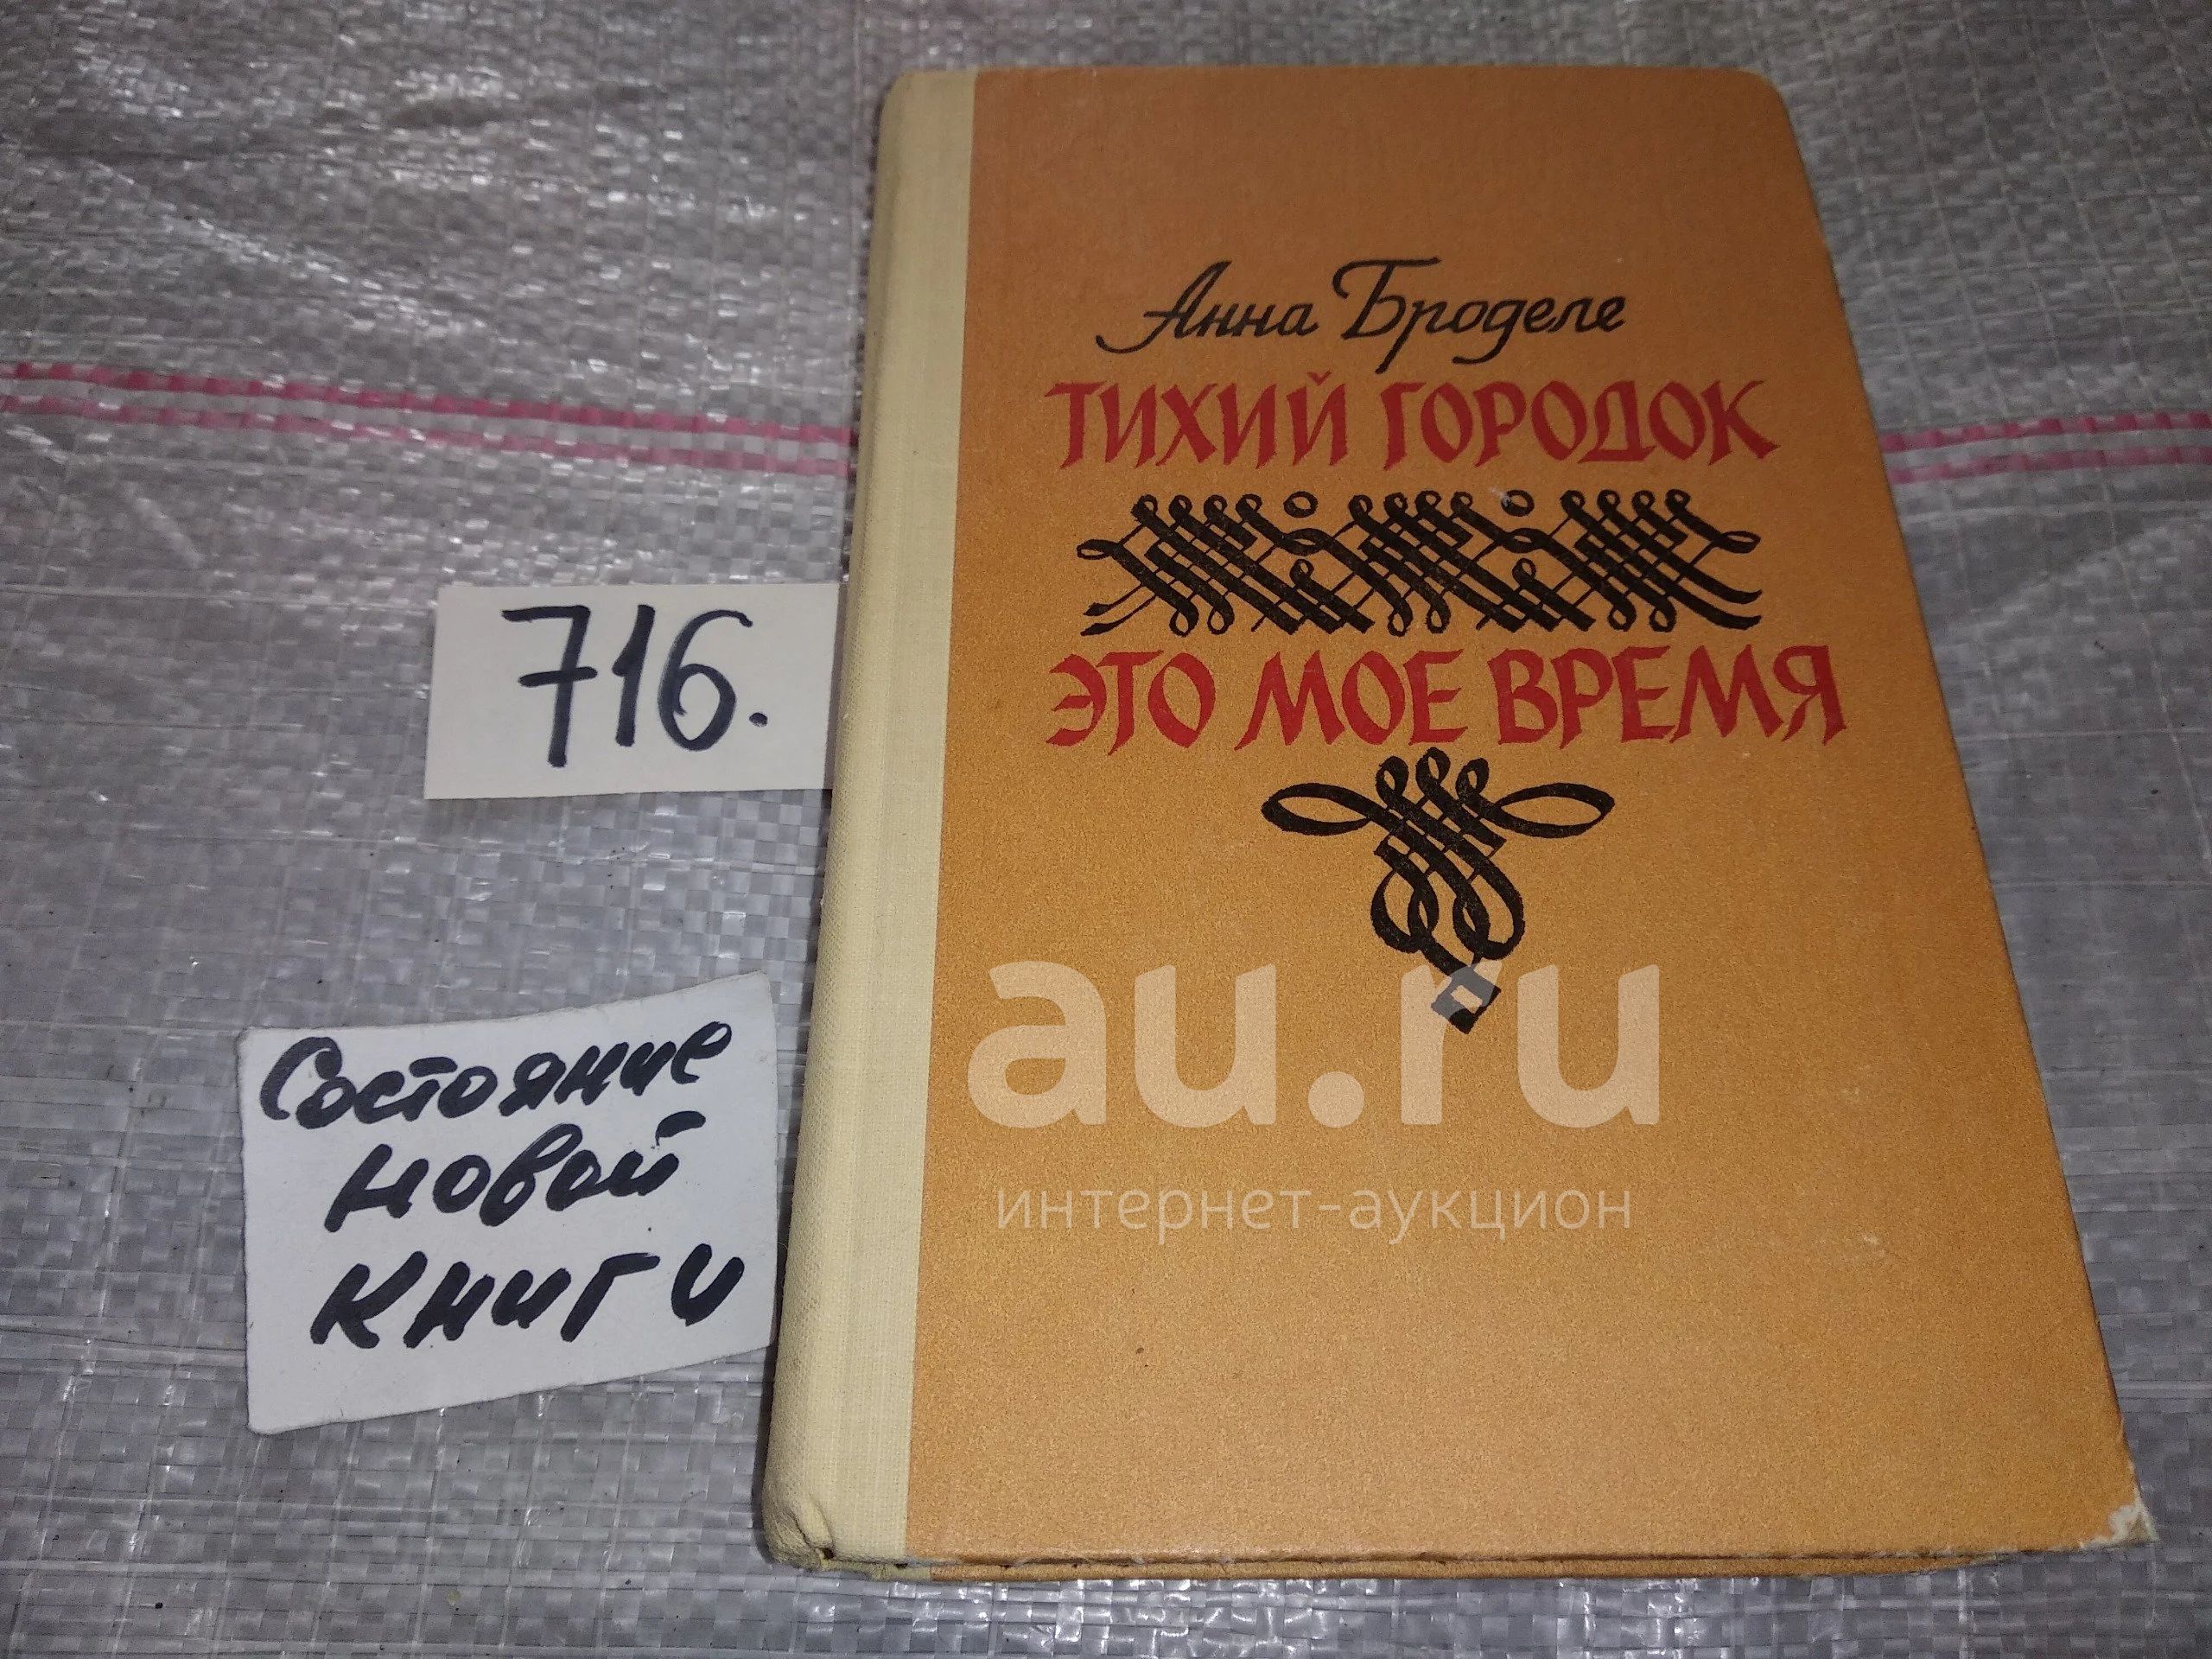 Анна Броделе
ТИХИЙ ГОРОДОК
ЭТО МОЕ ВРЕМЯ
716.
Состояние
новой
книги
au.ru
интернет-аукцион